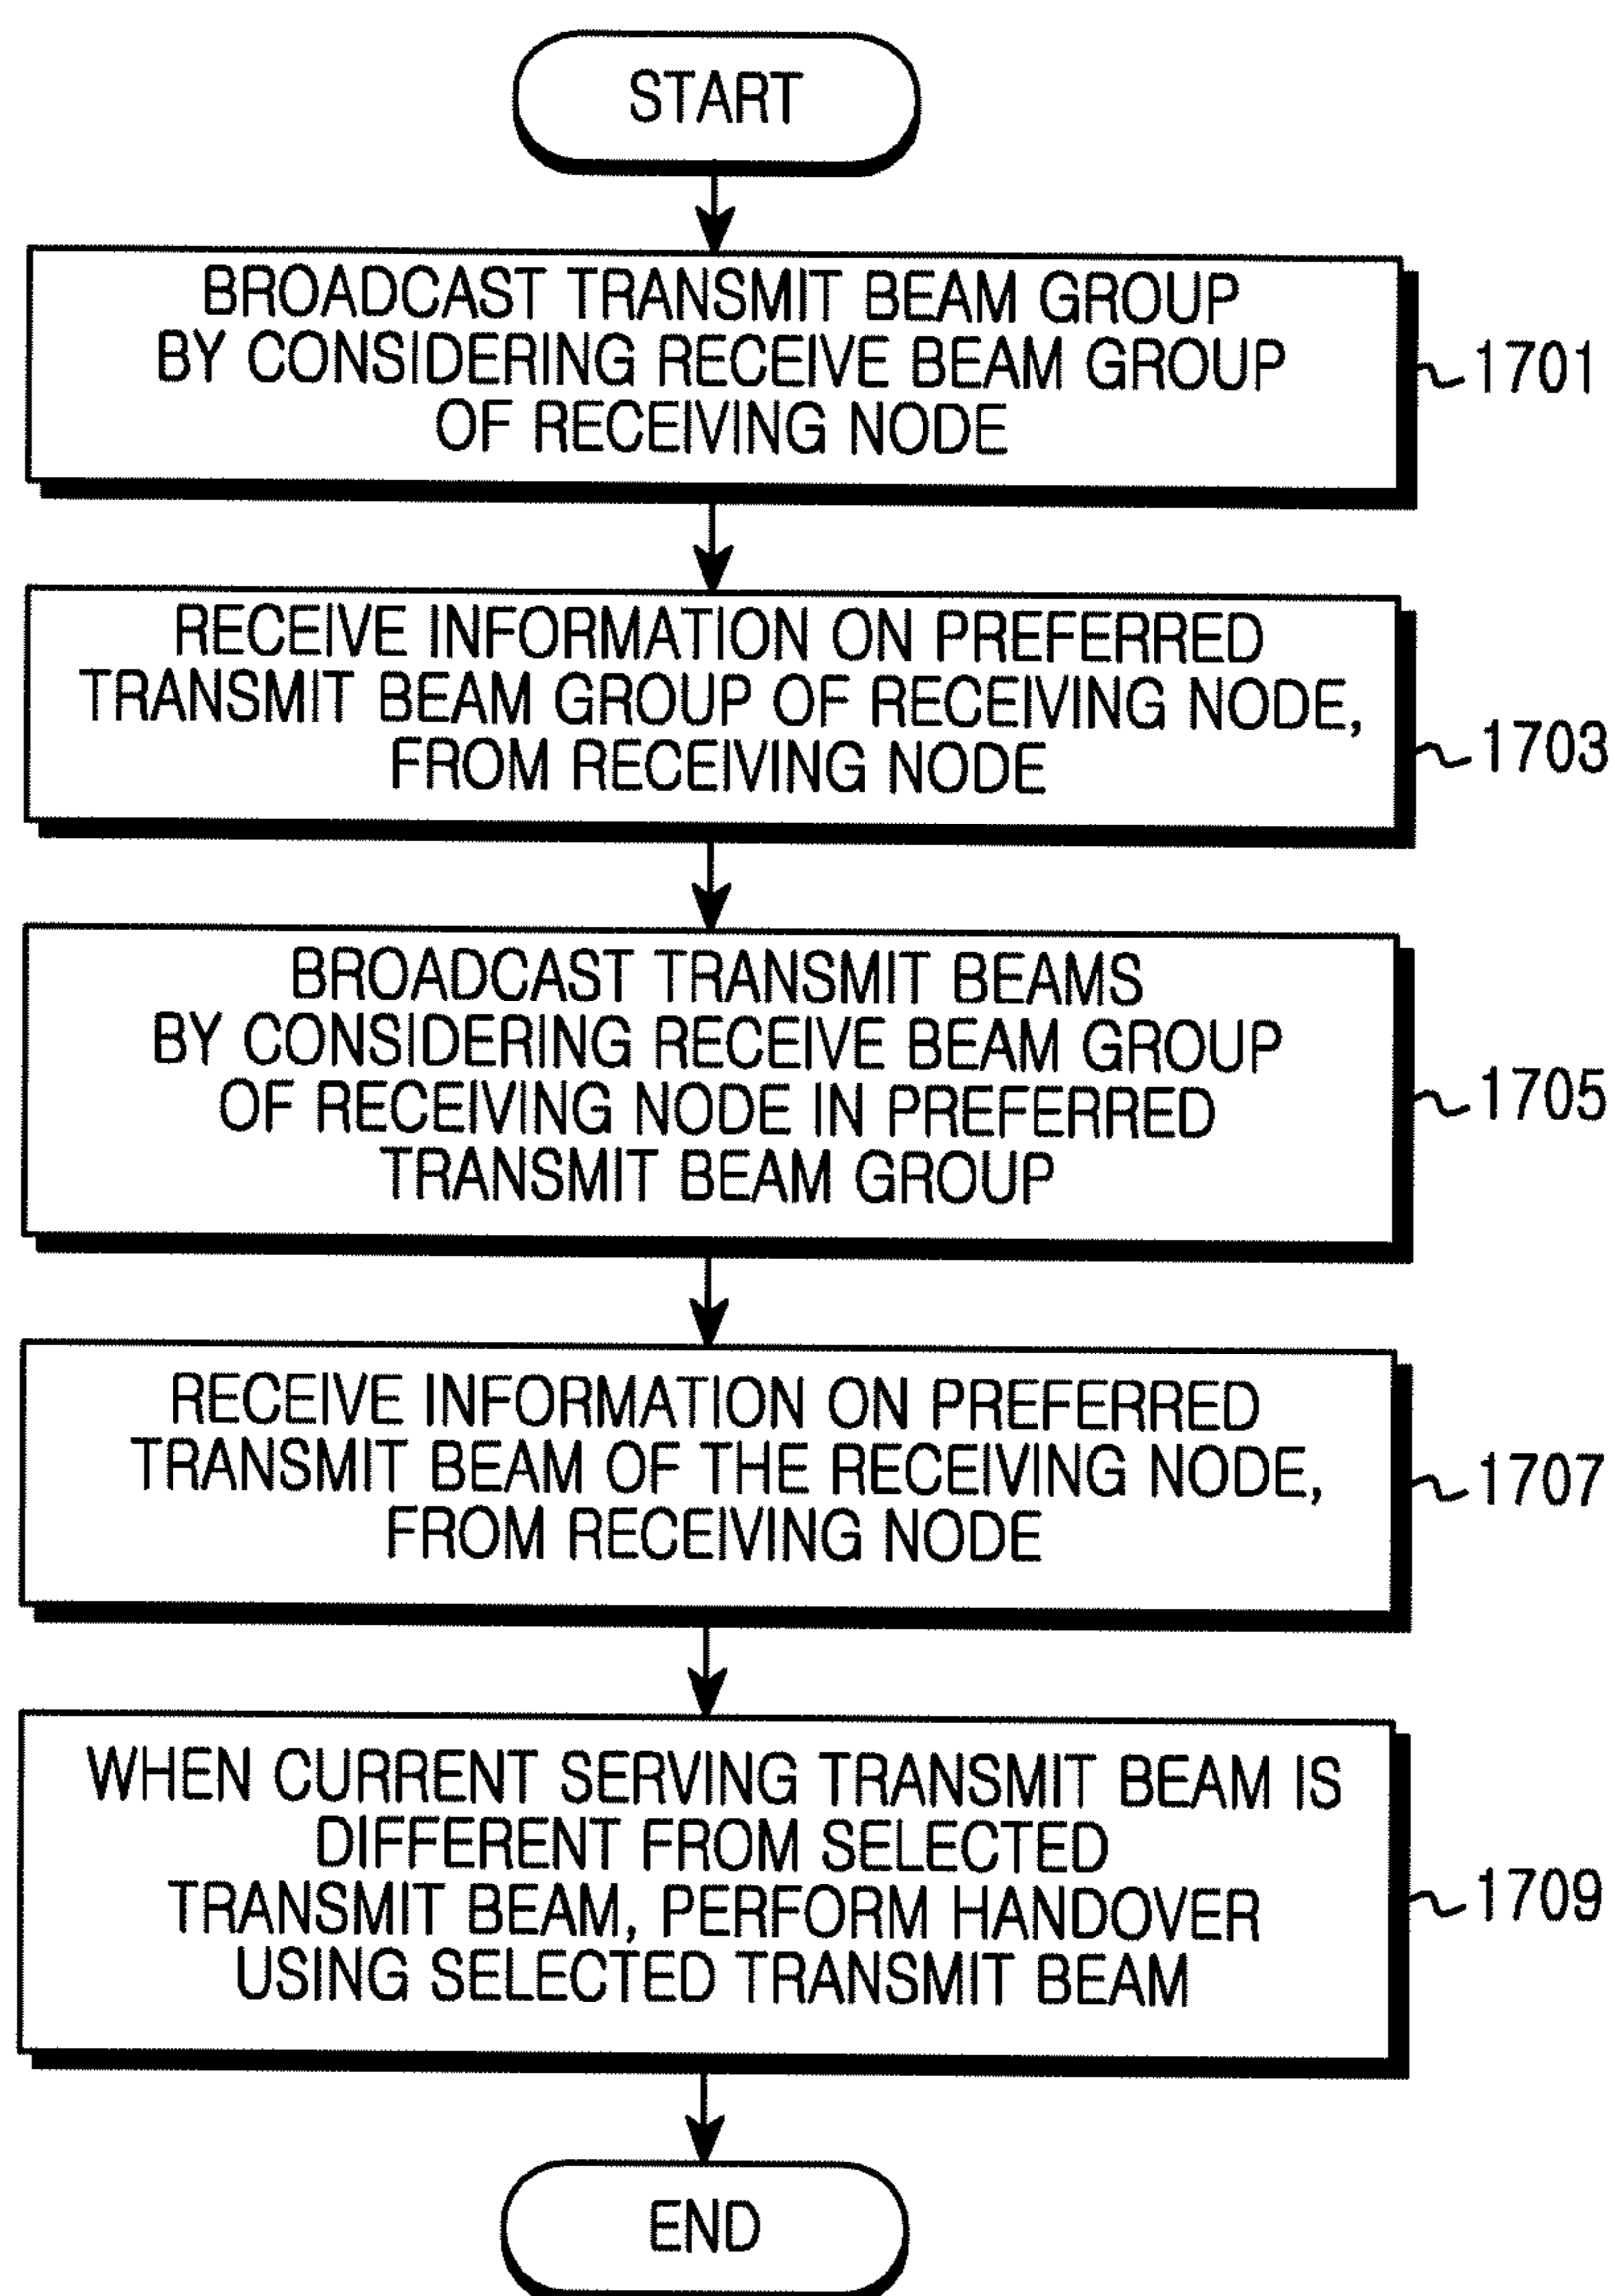 START
BROADCAST TRANSMIT BEAM GROUP
BY CONSIDERING RECEIVE BEAM GROUP
OF RECEIVING NODE
1701
RECEIVE INFORMATION ON PREFERRED
TRANSMIT BEAM GROUP OF RECEIVING NODE,
FROM RECEIVING NODE
1703
BROADCAST TRANSMIT BEAMS
BY CONSIDERING RECEIVE BEAM GROUP
OF RECEIVING NODE IN PREFERRED
TRANSMIT BEAM GROUP
1705
RECEIVE INFORMATION ON PREFERRED
TRANSMIT BEAM OF THE RECEIVING NODE,
FROM RECEIVING NODE
1707
WHEN CURRENT SERVING TRANSMIT BEAM IS
DIFFERENT FROM SELECTED
TRANSMIT BEAM, PERFORM HANDOVER
USING SELECTED TRANSMIT BEAM
1709
END